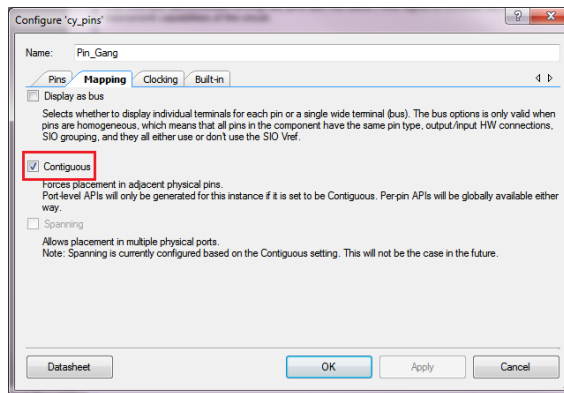 Configure 'cy_pins'
Name: Pin_Gang
Pins Mapping Clocking Built-in
Display as bus
Selects whether to display individual terminals for each pin or a single wide terminal (bus). The bus options is only valid when
pins are homogeneous, which means that all pins in the component have the same pin type, output/input HW connections,
SIO grouping, and they all either use or don't use the SIO Vref.
Contiguous
Forces placement in adjacent physical pins.
Port-level APIs will only be generated for this instance if it is set to be Contiguous. Per-pin APIs will be globally available either
way.
Spanning
Allows placement in multiple physical ports.
Note: Spanning is currently configured based on the Contiguous setting. This will not be the case in the future.
Datasheet OK Apply Cancel